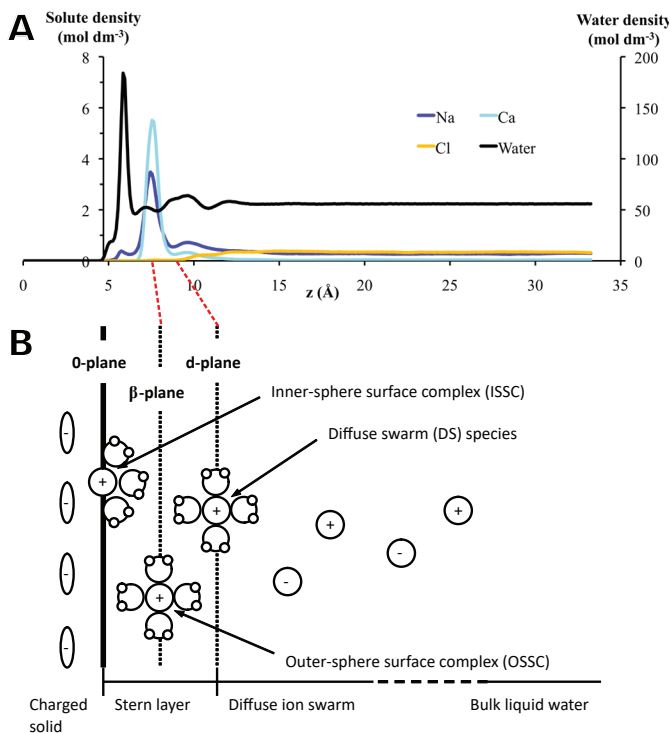 A
Solute density
(mol dm-3)
Water density
(mol dm-3)
8
6
4
2
0
200
150
100
50
0
Na
Ca
Cl
Water
0
5
10
15
20
25
30
35
z (Å)
B
0-plane
d-plane
β-plane
Inner-sphere surface complex (ISSC)
Diffuse swarm (DS) species
-
-
-
-
+
+
+
+
+
-
-
Outer-sphere surface complex (OSSC)
Charged
solid
Stern layer
Diffuse ion swarm
Bulk liquid water